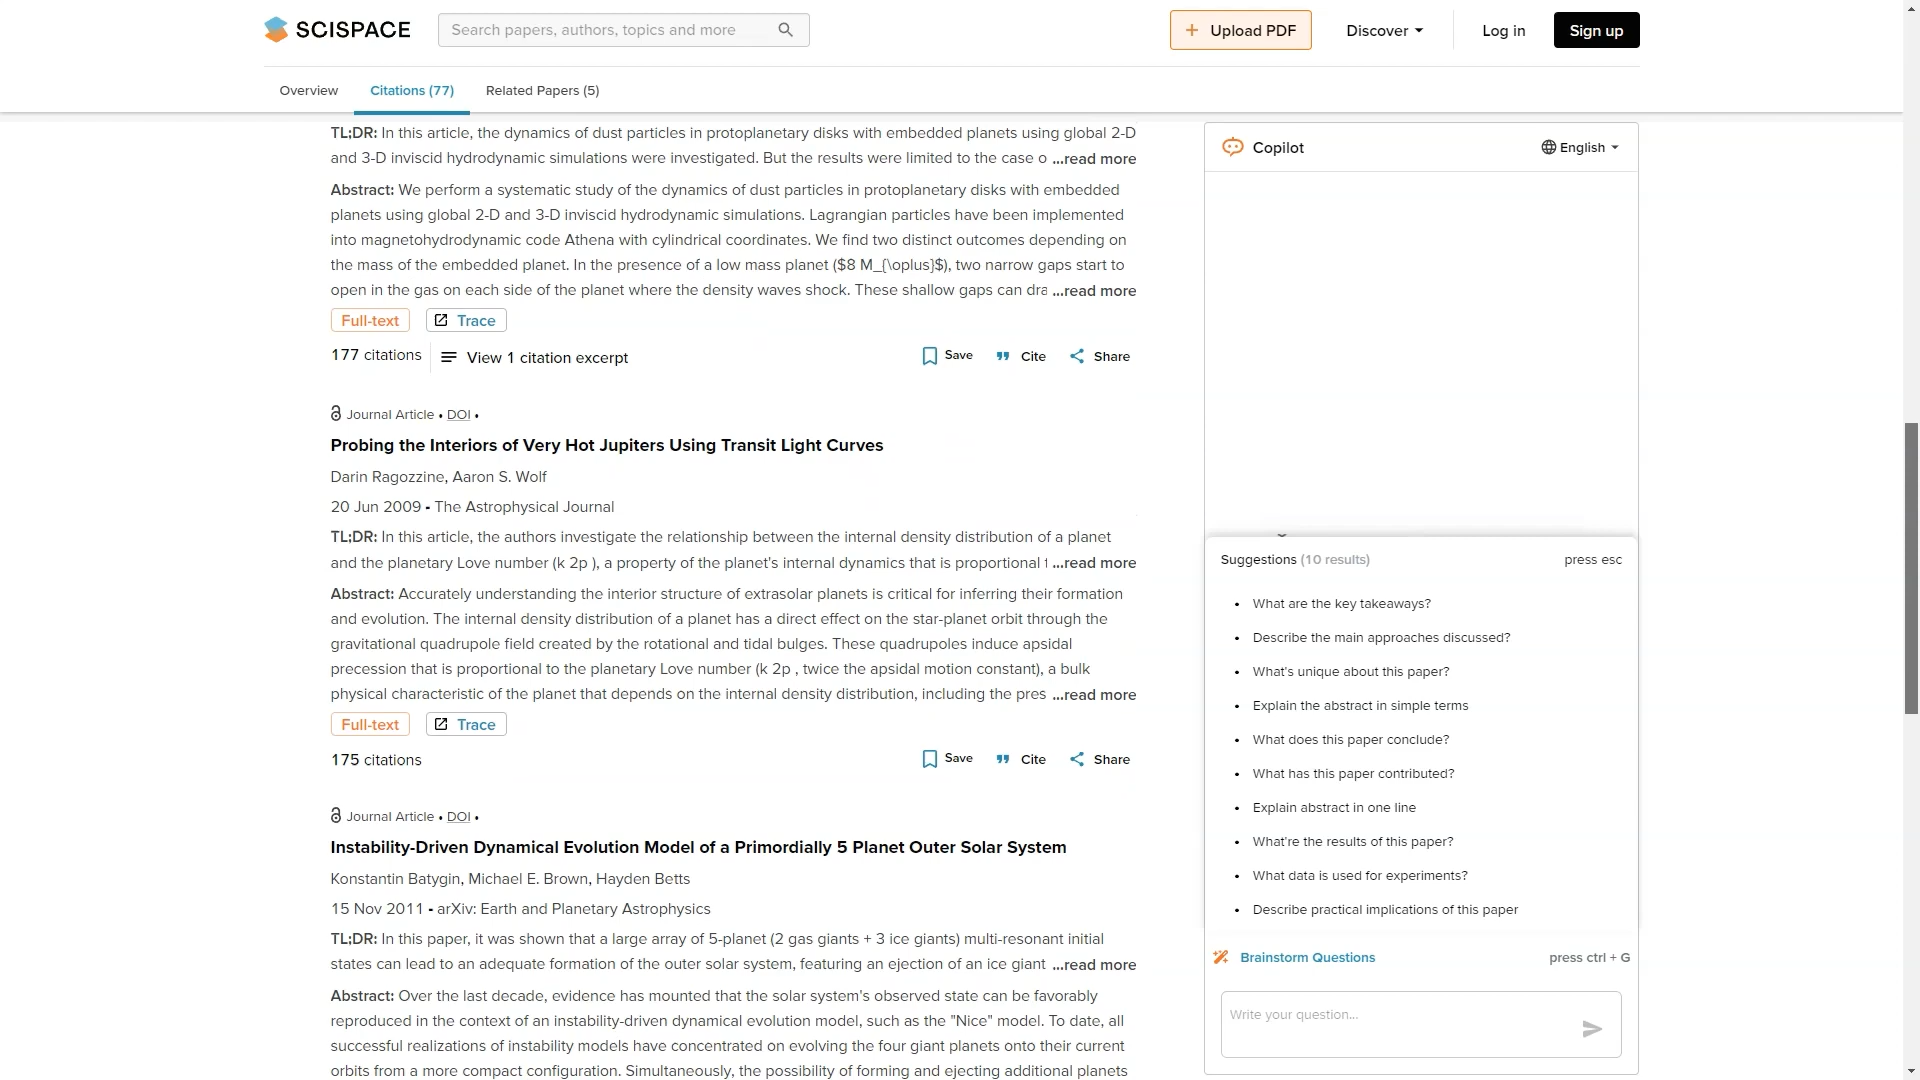 SCISPACE
Search papers, authors, topics and more
Upload PDF
Discover
Log in
Sign up
Overview
Citations (77)
Related Papers (5)
TL;DR: In this article, the dynamics of dust particles in protoplanetary disks with embedded planets using global 2-D
and 3-D inviscid hydrodynamic simulations were investigated. But the results were limited to the case o ...read more
Abstract: We perform a systematic study of the dynamics of dust particles in protoplanetary disks with embedded
planets using global 2-D and 3-D inviscid hydrodynamic simulations. Lagrangian particles have been implemented
into magnetohydrodynamic code Athena with cylindrical coordinates. We find two distinct outcomes depending on
the mass of the embedded planet. In the presence of a low mass planet ($8 M_{\oplus}$), two narrow gaps start to
open in the gas on each side of the planet where the density waves shock. These shallow gaps can dra ...read more
Full-text
Trace
177 citations
View 1 citation excerpt
Save
Cite
Share
Journal Article • DOI •
Probing the Interiors of Very Hot Jupiters Using Transit Light Curves
Darin Ragozzine, Aaron S. Wolf
20 Jun 2009 - The Astrophysical Journal
TL;DR: In this article, the authors investigate the relationship between the internal density distribution of a planet
and the planetary Love number (k 2p ), a property of the planet's internal dynamics that is proportional t ...read more
Abstract: Accurately understanding the interior structure of extrasolar planets is critical for inferring their formation
and evolution. The internal density distribution of a planet has a direct effect on the star-planet orbit through the
gravitational quadrupole field created by the rotational and tidal bulges. These quadrupoles induce apsidal
precession that is proportional to the planetary Love number (k 2p , twice the apsidal motion constant), a bulk
physical characteristic of the planet that depends on the internal density distribution, including the pres ...read more
Full-text
Trace
175 citations
Save
Cite
Share
Journal Article • DOI •
Instability-Driven Dynamical Evolution Model of a Primordially 5 Planet Outer Solar System
Konstantin Batygin, Michael E. Brown, Hayden Betts
15 Nov 2011 - arXiv: Earth and Planetary Astrophysics
TL;DR: In this paper, it was shown that a large array of 5-planet (2 gas giants + 3 ice giants) multi-resonant initial
states can lead to an adequate formation of the outer solar system, featuring an ejection of an ice giant ...read more
Abstract: Over the last decade, evidence has mounted that the solar system's observed state can be favorably
reproduced in the context of an instability-driven dynamical evolution model, such as the "Nice" model. To date, all
successful realizations of instability models have concentrated on evolving the four giant planets onto their current
orbits from a more compact configuration. Simultaneously, the possibility of forming and ejecting additional planets
Copilot
English
Suggestions (10 results)
press esc
• What are the key takeaways?
• Describe the main approaches discussed?
• What's unique about this paper?
• Explain the abstract in simple terms
• What does this paper conclude?
• What has this paper contributed?
• Explain abstract in one line
• What're the results of this paper?
• What data is used for experiments?
• Describe practical implications of this paper
Brainstorm Questions
press ctrl + G
Write your question...